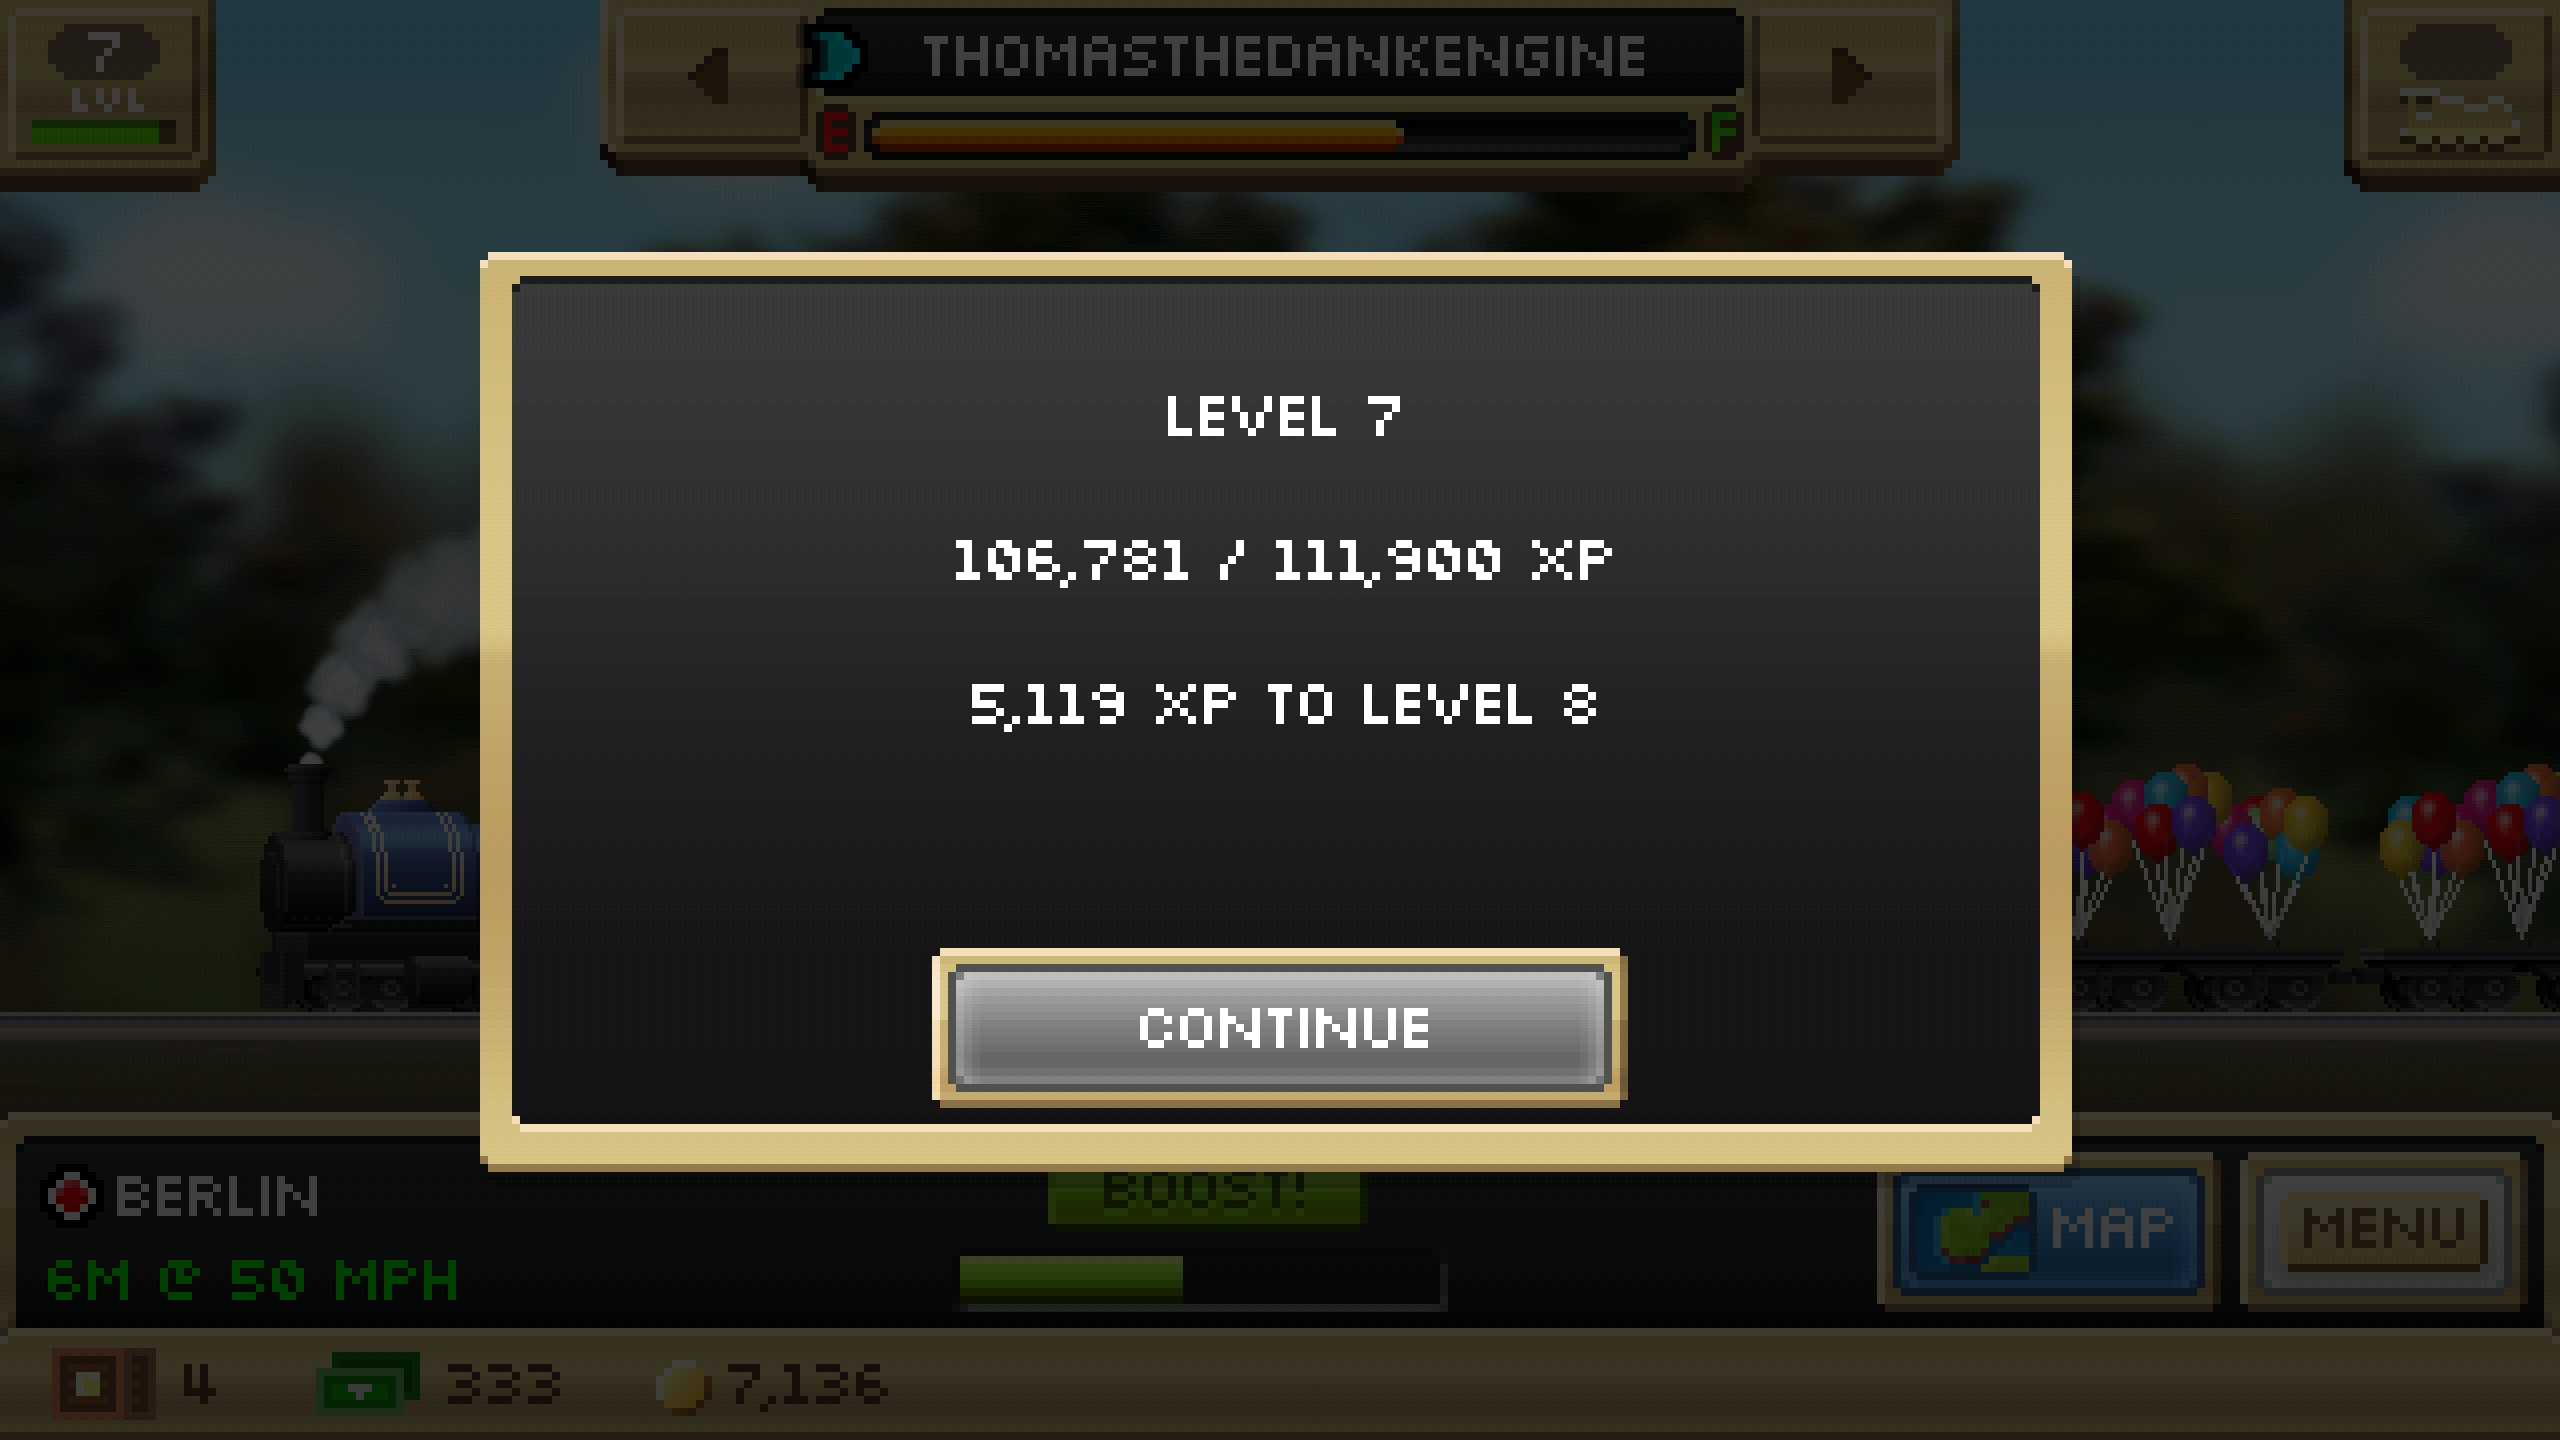 7
LVL
THOMASTHEDANKENGINE
E F
LEVEL 7
106,781 / 111,900 XP
5,119 XP TO LEVEL 8
CONTINUE
BERLIN
6M @ 50 MPH
BOOST!
MAP
MENU
4
333
7,136